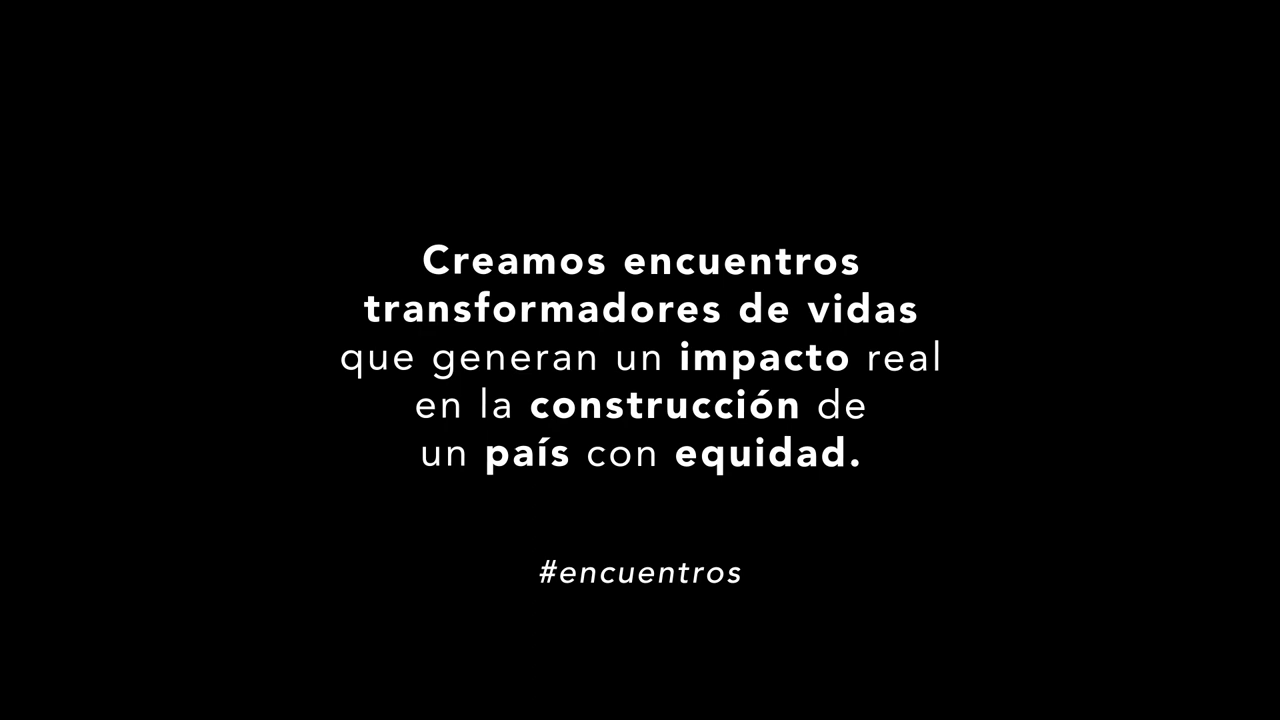 Creamos encuentros
transformadores de vidas
que generan un impacto real
en la construcción de
un país con equidad.
#encuentros